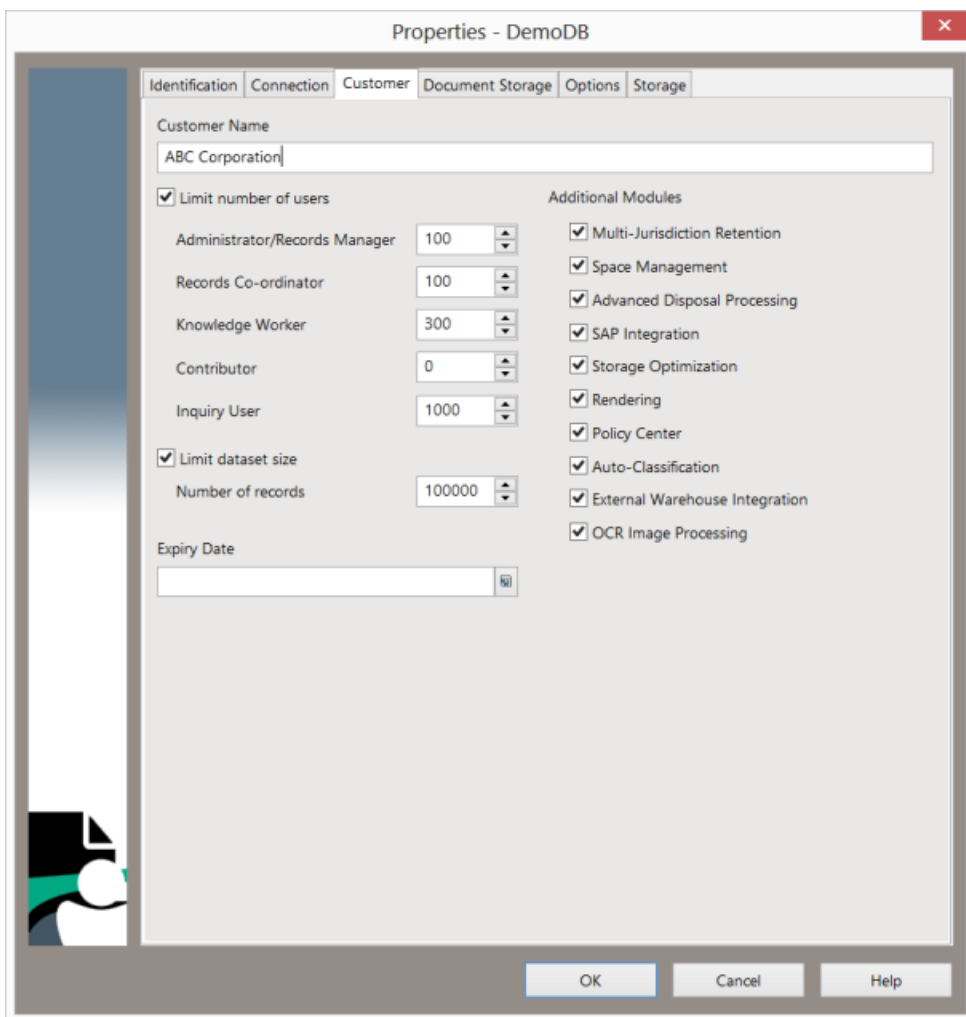 Properties - DemoDB
Identification Connection Customer Document Storage Options Storage
Customer Name
ABC Corporation
Limit number of users
Administrator/Records Manager 100
Records Co-ordinator 100
Knowledge Worker 300
Contributor 0
Inquiry User 1000
Limit dataset size
Number of records 100000
Expiry Date
Additional Modules
Multi-Jurisdiction Retention
Space Management
Advanced Disposal Processing
SAP Integration
Storage Optimization
Rendering
Policy Center
Auto-Classification
External Warehouse Integration
OCR Image Processing
OK Cancel Help